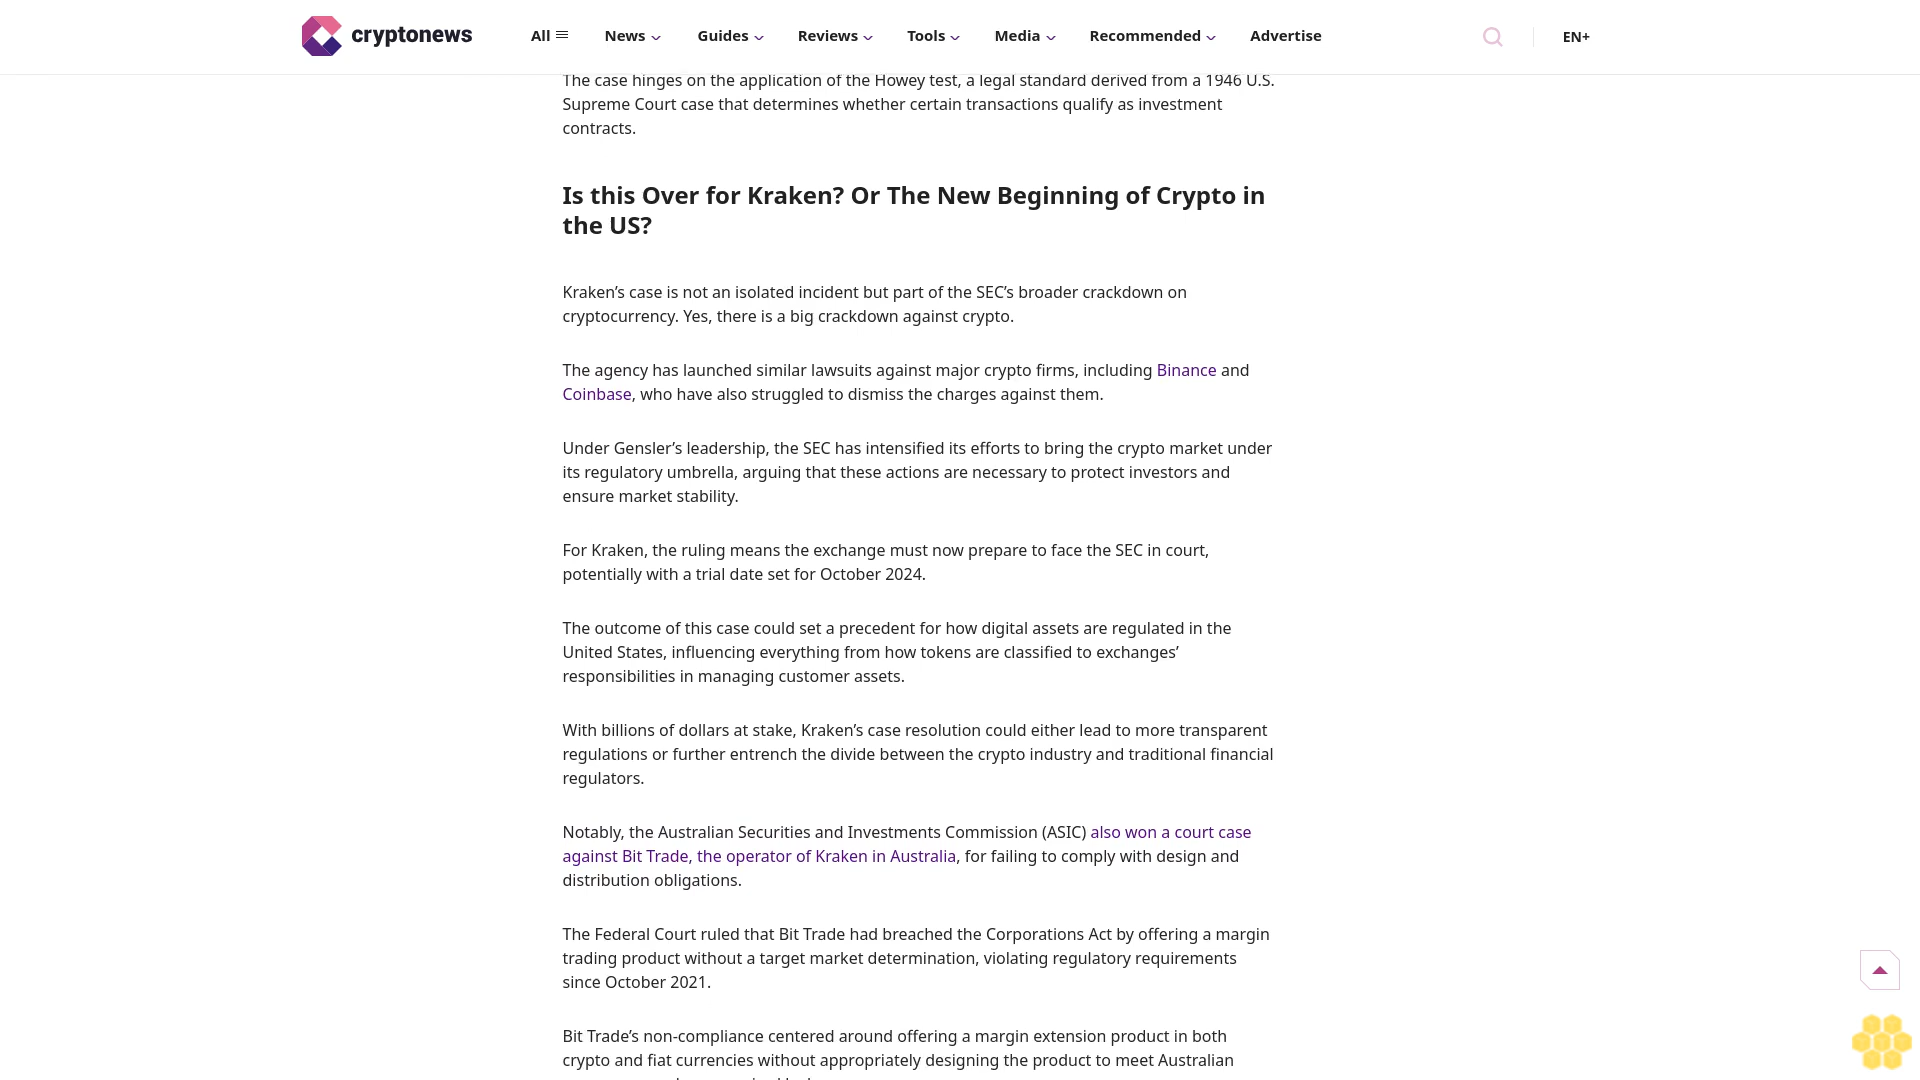 cryptonews
All
News
Guides
Reviews
Tools
Media
Recommended
Advertise
EN+
The case hinges on the application of the Howey test, a legal standard derived from a 1946 U.S.
Supreme Court case that determines whether certain transactions qualify as investment
contracts.
Is this Over for Kraken? Or The New Beginning of Crypto in
the US?
Kraken’s case is not an isolated incident but part of the SEC’s broader crackdown on
cryptocurrency. Yes, there is a big crackdown against crypto.
The agency has launched similar lawsuits against major crypto firms, including Binance and
Coinbase, who have also struggled to dismiss the charges against them.
Under Gensler’s leadership, the SEC has intensified its efforts to bring the crypto market under
its regulatory umbrella, arguing that these actions are necessary to protect investors and
ensure market stability.
For Kraken, the ruling means the exchange must now prepare to face the SEC in court,
potentially with a trial date set for October 2024.
The outcome of this case could set a precedent for how digital assets are regulated in the
United States, influencing everything from how tokens are classified to exchanges’
responsibilities in managing customer assets.
With billions of dollars at stake, Kraken’s case resolution could either lead to more transparent
regulations or further entrench the divide between the crypto industry and traditional financial
regulators.
Notably, the Australian Securities and Investments Commission (ASIC) also won a court case
against Bit Trade, the operator of Kraken in Australia, for failing to comply with design and
distribution obligations.
The Federal Court ruled that Bit Trade had breached the Corporations Act by offering a margin
trading product without a target market determination, violating regulatory requirements
since October 2021.
Bit Trade’s non-compliance centered around offering a margin extension product in both
crypto and fiat currencies without appropriately designing the product to meet Australian